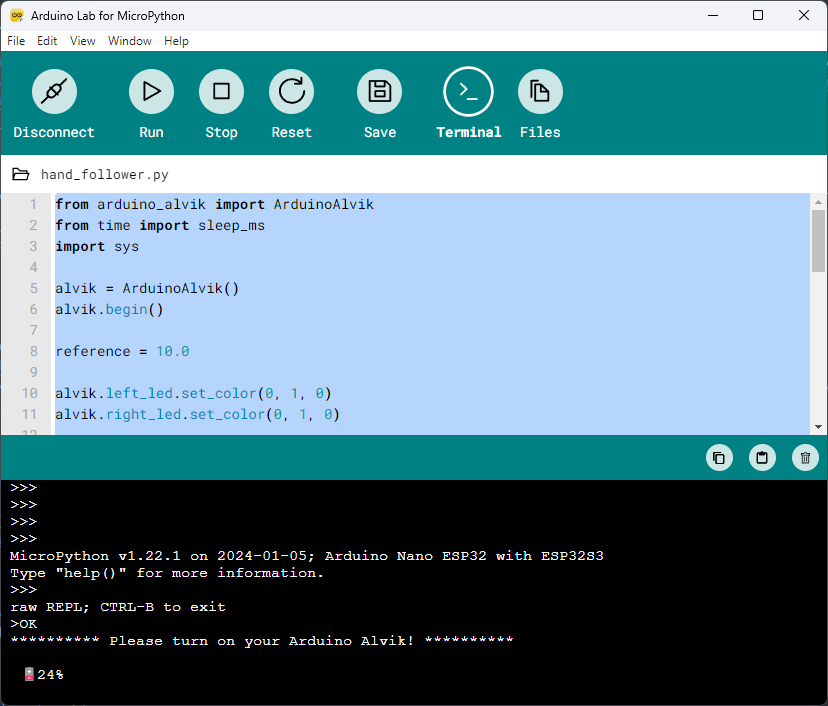 Arduino Lab for MicroPython
File Edit View Window Help
Disconnect Run Stop Reset Save Terminal Files
hand_follower.py
1 from arduino_alvik import ArduinoAlvik
2 from time import sleep_ms
3 import sys
4
5 alvik = ArduinoAlvik()
6 alvik.begin()
7
8 reference = 10.0
9
10 alvik.left_led.set_color(0, 1, 0)
11 alvik.right_led.set_color(0, 1, 0)
12
>>>
>>>
>>>
>>>
MicroPython v1.22.1 on 2024-01-05; Arduino Nano ESP32 with ESP32S3
Type "help()" for more information.
>>>
raw REPL; CTRL-B to exit
>OK
********** Please turn on your Arduino Alvik! **********
24%